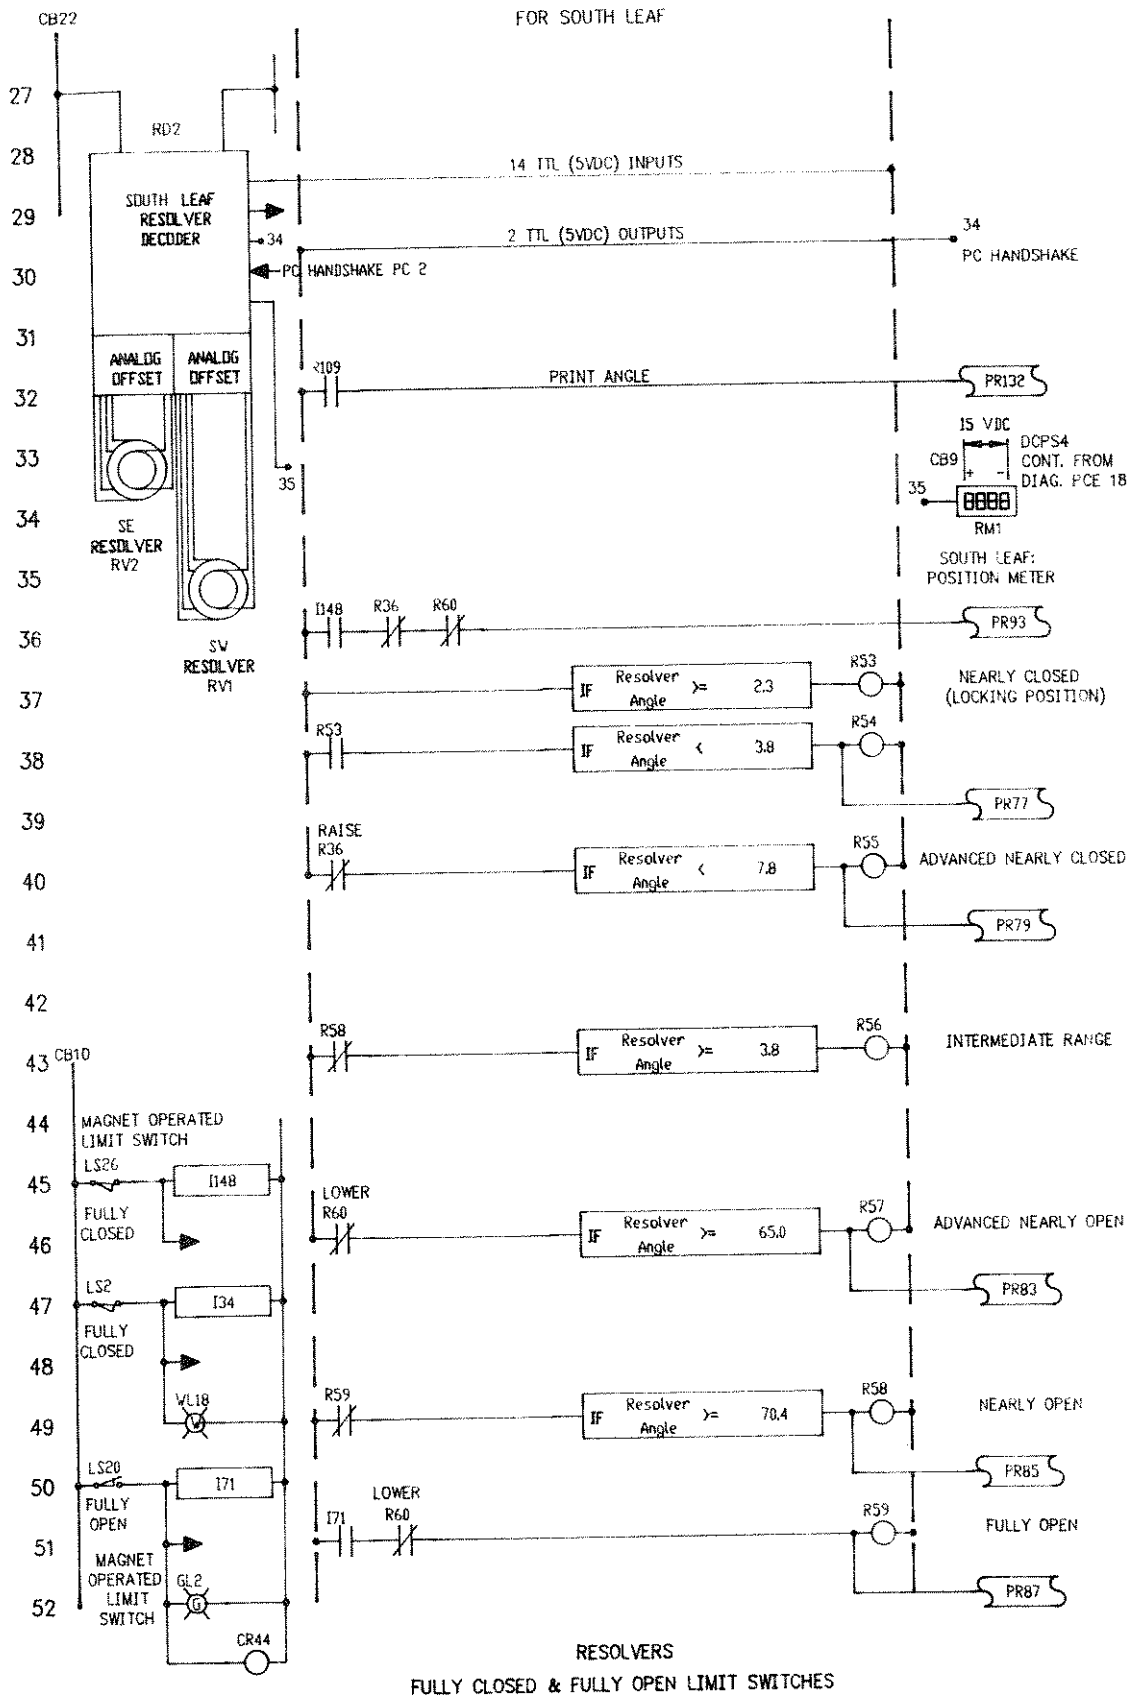 CB22
FOR SOUTH LEAF
27
RD2
28
14 TTL (5VDC) INPUTS
SOUTH LEAF
RESOLVER
DECODER
29
34
2 TTL (5VDC) OUTPUTS
34
PC HANDSHAKE
30
PC HANDSHAKE PC 2
31
ANALOG
OFFSET
ANALOG
OFFSET
R109
PRINT ANGLE
PR132
32
15 VDC
CB9
+ -
DCPS4
CONT. FROM
DIAG. PCE 18
33
35
35
8888
RM1
34
SE
RESOLVER
RV2
SOUTH LEAF:
POSITION METER
35
I148
R36
R60
PR93
36
SW
RESOLVER
RV1
IF Resolver Angle >= 2.3
R53
NEARLY CLOSED
(LOCKING POSITION)
37
R53
IF Resolver Angle < 3.8
R54
38
PR77
39
RAISE
R36
IF Resolver Angle < 7.8
R55
ADVANCED NEARLY CLOSED
40
PR79
41
42
R58
IF Resolver Angle >= 3.8
R56
INTERMEDIATE RANGE
43
CB10
44
MAGNET OPERATED
LIMIT SWITCH
LS26
I148
45
FULLY
CLOSED
LOWER
R60
IF Resolver Angle >= 65.0
R57
ADVANCED NEARLY OPEN
46
LS2
I34
PR83
47
FULLY
CLOSED
48
WL18
W
R59
IF Resolver Angle >= 70.4
R58
NEARLY OPEN
49
LS20
I71
PR85
50
FULLY
OPEN
I71
LOWER
R60
R59
FULLY OPEN
51
MAGNET
OPERATED
LIMIT
SWITCH
GL2
G
PR87
52
CR44
RESOLVERS
FULLY CLOSED & FULLY OPEN LIMIT SWITCHES